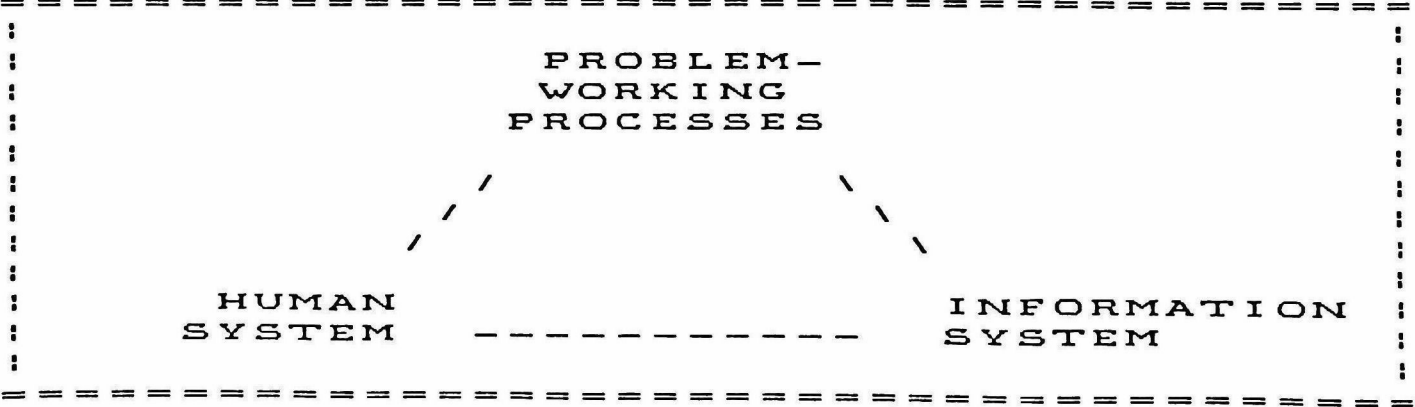 PROBLEM-
WORKING
PROCESSES
HUMAN
SYSTEM
INFORMATION
SYSTEM